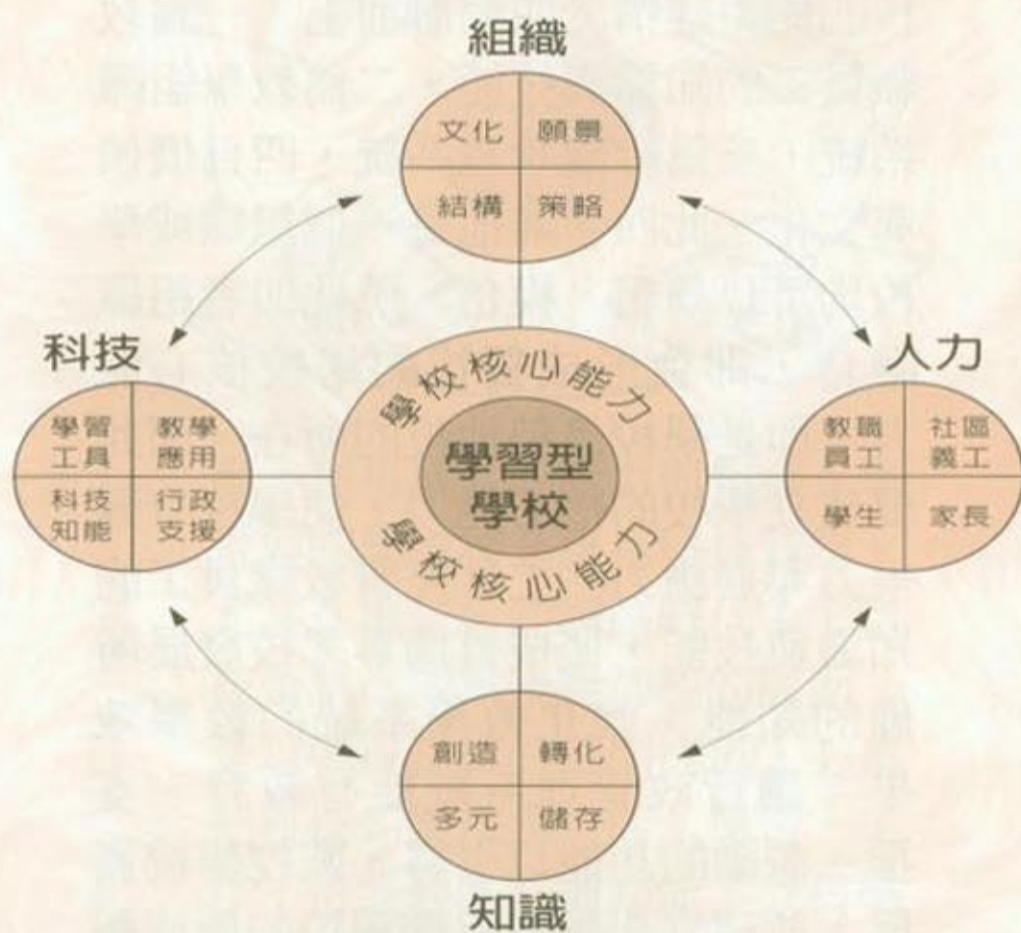 組織
文化 願景
結構 策略
科技
學習 教學
工具 應用
科技 行政
知能 支援
學校核心能力
學習型
學校
學校核心能力
人力
教職 社區
員工 義工
學生 家長
創造 轉化
多元 儲存
知識